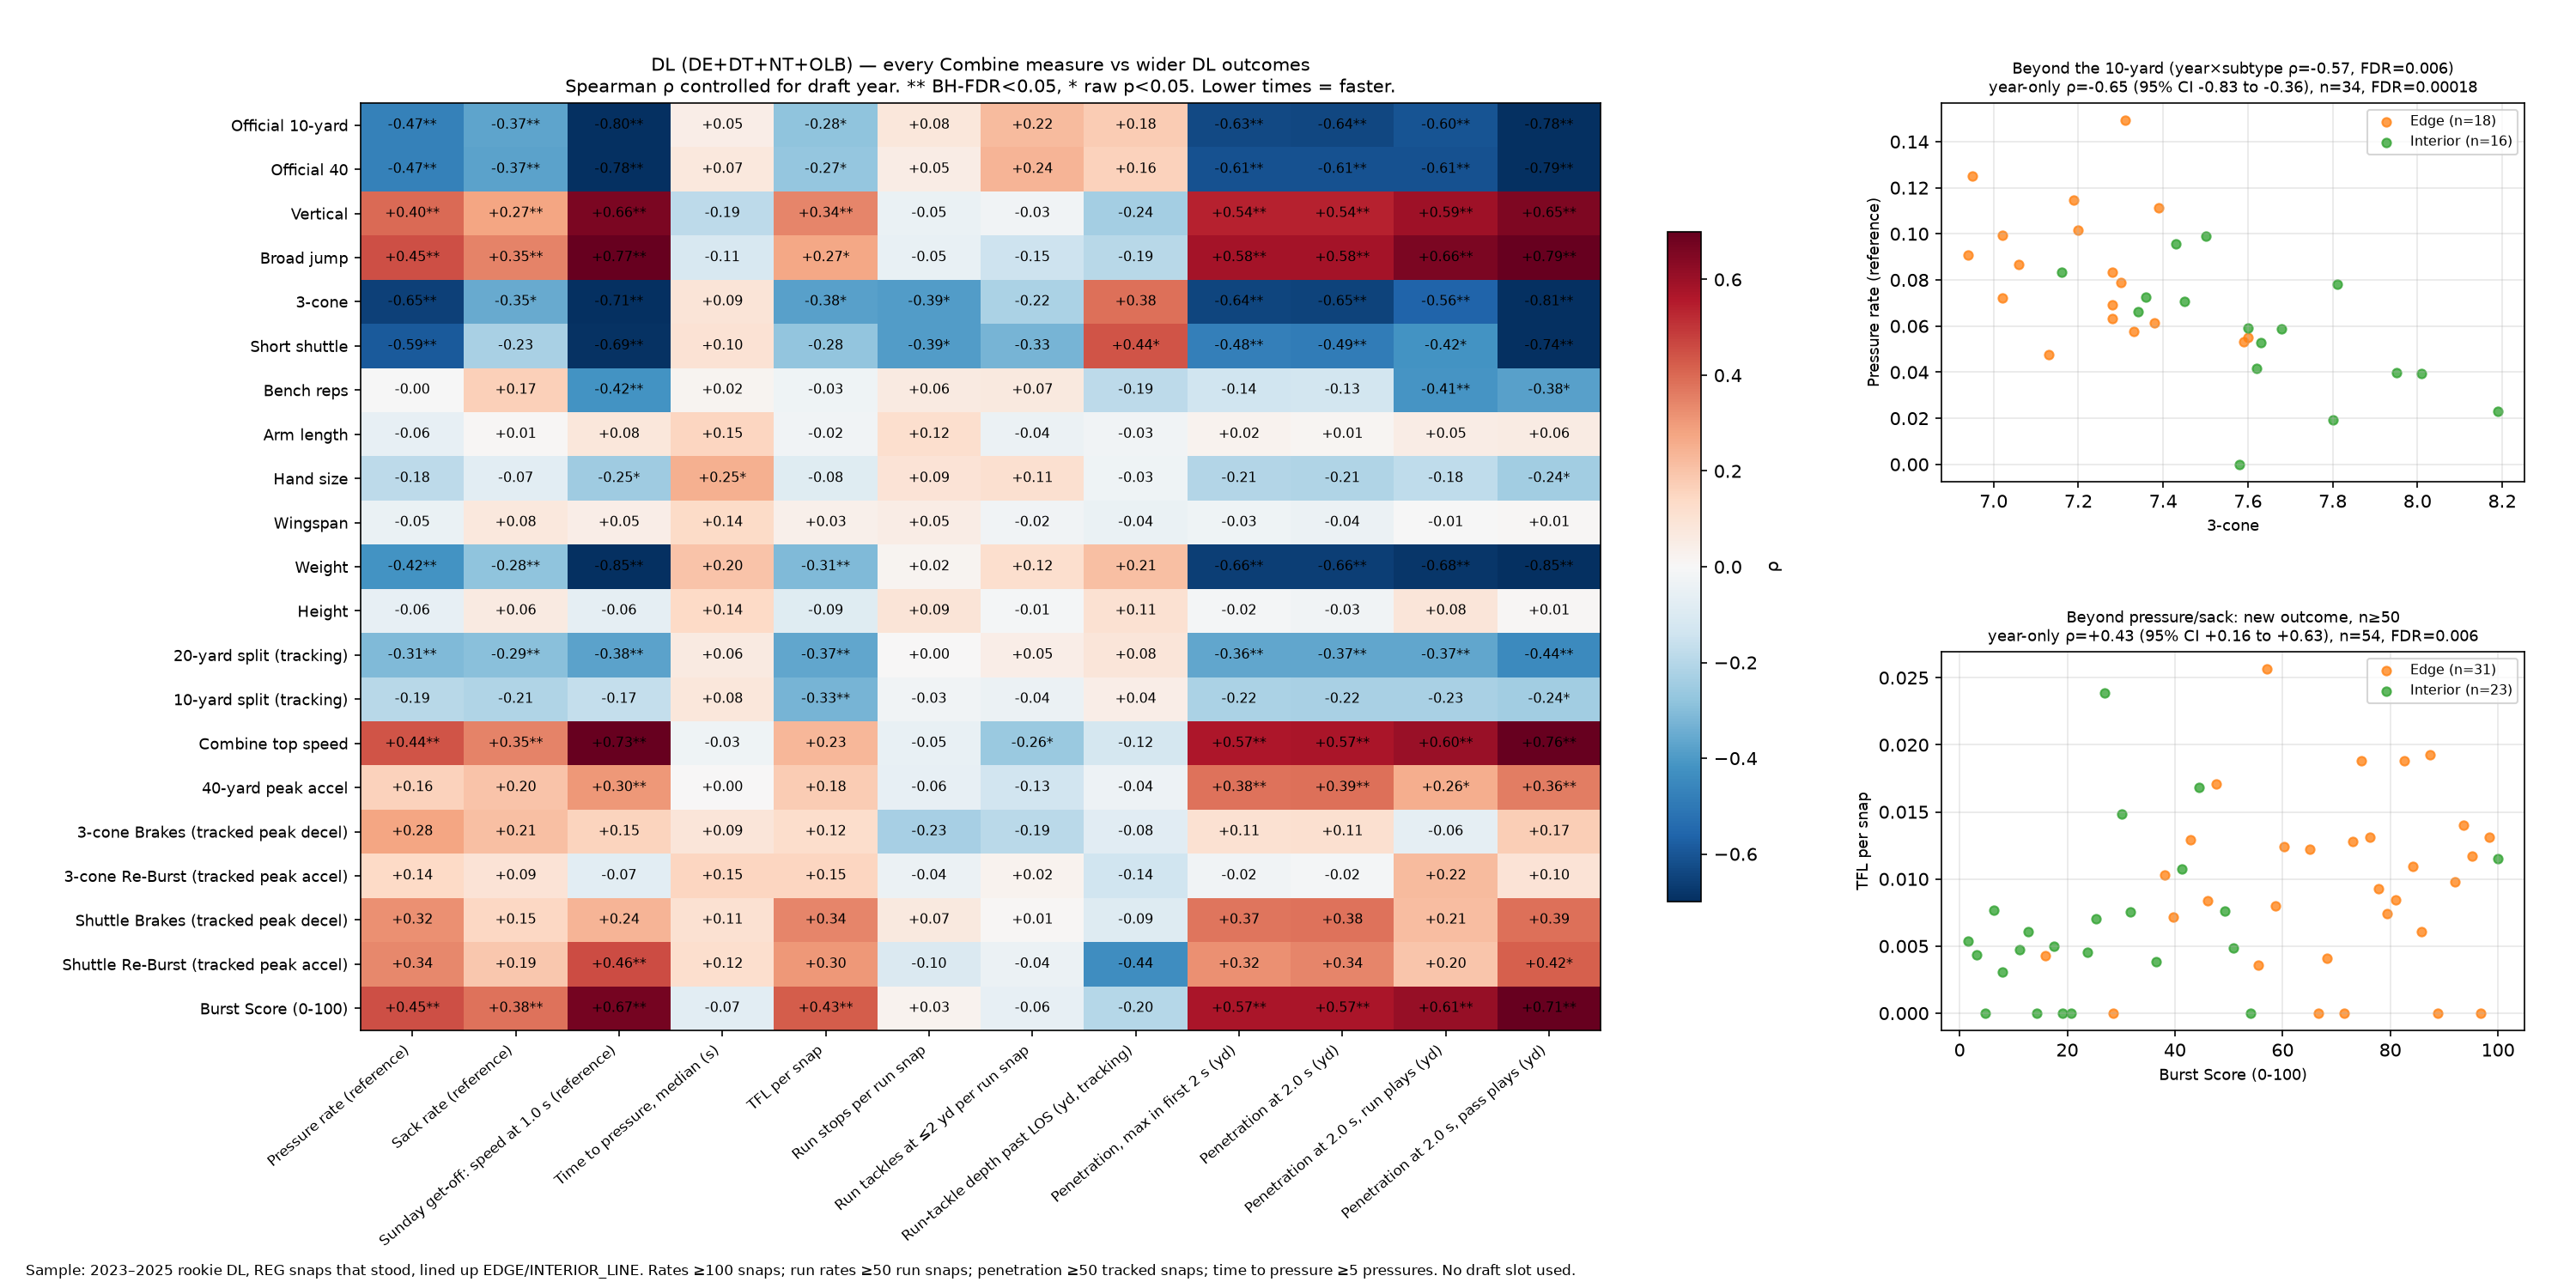 DL (DE+DT+NT+OLB) — every Combine measure vs wider DL outcomes
Spearman ρ controlled for draft year. ** BH-FDR<0.05, * raw p<0.05. Lower times = faster.
Official 10-yard -0.47** -0.37** -0.80** +0.05 -0.28* +0.08 +0.22 +0.18 -0.63** -0.64** -0.60** -0.78**
Official 40 -0.47** -0.37** -0.78** +0.07 -0.27* +0.05 +0.24 +0.16 -0.61** -0.61** -0.61** -0.79**
Vertical +0.40** +0.27** +0.66** -0.19 +0.34** -0.05 -0.03 -0.24 +0.54** +0.54** +0.59** +0.65**
Broad jump +0.45** +0.35** +0.77** -0.11 +0.27* -0.05 -0.15 -0.19 +0.58** +0.58** +0.66** +0.79**
3-cone -0.65** -0.35* -0.71** +0.09 -0.38* -0.39* -0.22 +0.38 -0.64** -0.65** -0.56** -0.81**
Short shuttle -0.59** -0.23 -0.69** +0.10 -0.28 -0.39* -0.33 +0.44* -0.48** -0.49** -0.42* -0.74**
Bench reps -0.00 +0.17 -0.42** +0.02 -0.03 +0.06 +0.07 -0.19 -0.14 -0.13 -0.41** -0.38*
Arm length -0.06 +0.01 +0.08 +0.15 -0.02 +0.12 -0.04 -0.03 +0.02 +0.01 +0.05 +0.06
Hand size -0.18 -0.07 -0.25* +0.25* -0.08 +0.09 +0.11 -0.03 -0.21 -0.21 -0.18 -0.24*
Wingspan -0.05 +0.08 +0.05 +0.14 +0.03 +0.05 -0.02 -0.04 -0.03 -0.04 -0.01 +0.01
Weight -0.42** -0.28** -0.85** +0.20 -0.31** +0.02 +0.12 +0.21 -0.66** -0.66** -0.68** -0.85**
Height -0.06 +0.06 -0.06 +0.14 -0.09 +0.09 -0.01 +0.11 -0.02 -0.03 +0.08 +0.01
20-yard split (tracking) -0.31** -0.29** -0.38** +0.06 -0.37** +0.00 +0.05 +0.08 -0.36** -0.37** -0.37** -0.44**
10-yard split (tracking) -0.19 -0.21 -0.17 +0.08 -0.33** -0.03 -0.04 +0.04 -0.22 -0.22 -0.23 -0.24*
Combine top speed +0.44** +0.35** +0.73** -0.03 +0.23 -0.05 -0.26* -0.12 +0.57** +0.57** +0.60** +0.76**
40-yard peak accel +0.16 +0.20 +0.30** +0.00 +0.18 -0.06 -0.13 -0.04 +0.38** +0.39** +0.26* +0.36**
3-cone Brakes (tracked peak decel) +0.28 +0.21 +0.15 +0.09 +0.12 -0.23 -0.19 -0.08 +0.11 +0.11 -0.06 +0.17
3-cone Re-Burst (tracked peak accel) +0.14 +0.09 -0.07 +0.15 +0.15 -0.04 +0.02 -0.14 -0.02 -0.02 +0.22 +0.10
Shuttle Brakes (tracked peak decel) +0.32 +0.15 +0.24 +0.11 +0.34 +0.07 +0.01 -0.09 +0.37 +0.38 +0.21 +0.39
Shuttle Re-Burst (tracked peak accel) +0.34 +0.19 +0.46** +0.12 +0.30 -0.10 -0.04 -0.44 +0.32 +0.34 +0.20 +0.42*
Burst Score (0-100) +0.45** +0.38** +0.67** -0.07 +0.43** +0.03 -0.06 -0.20 +0.57** +0.57** +0.61** +0.71**
Pressure rate (reference)
Sack rate (reference)
Sunday get-off: speed at 1.0 s (reference)
Time to pressure, median (s)
TFL per snap
Run stops per run snap
Run tackles at ≤2 yd per run snap
Run-tackle depth past LOS (yd, tracking)
Penetration, max in first 2 s (yd)
Penetration at 2.0 s (yd)
Penetration at 2.0 s, run plays (yd)
Penetration at 2.0 s, pass plays (yd)
0.6
0.4
0.2
0.0
−0.2
−0.4
−0.6
ρ
Beyond the 10-yard (year×subtype ρ=-0.57, FDR=0.006)
year-only ρ=-0.65 (95% CI -0.83 to -0.36), n=34, FDR=0.00018
Edge (n=18)
Interior (n=16)
Pressure rate (reference)
0.14
0.12
0.10
0.08
0.06
0.04
0.02
0.00
7.0 7.2 7.4 7.6 7.8 8.0 8.2
3-cone
Beyond pressure/sack: new outcome, n≥50
year-only ρ=+0.43 (95% CI +0.16 to +0.63), n=54, FDR=0.006
Edge (n=31)
Interior (n=23)
TFL per snap
0.025
0.020
0.015
0.010
0.005
0.000
0 20 40 60 80 100
Burst Score (0-100)
Sample: 2023–2025 rookie DL, REG snaps that stood, lined up EDGE/INTERIOR_LINE. Rates ≥100 snaps; run rates ≥50 run snaps; penetration ≥50 tracked snaps; time to pressure ≥5 pressures. No draft slot used.